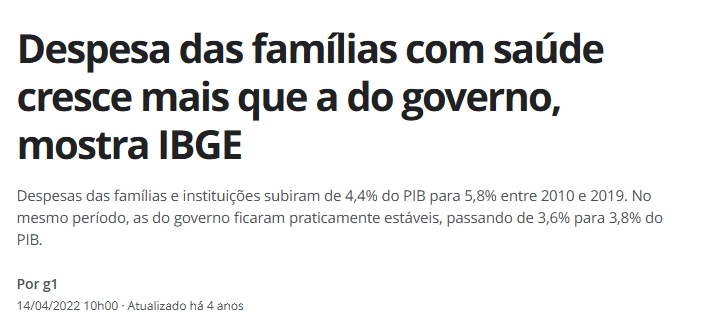 Despesa das famílias com saúde
cresce mais que a do governo,
mostra IBGE
Despesas das famílias e instituições subiram de 4,4% do PIB para 5,8% entre 2010 e 2019. No
mesmo período, as do governo ficaram praticamente estáveis, passando de 3,6% para 3,8% do
PIB.
Por g1
14/04/2022 10h00 · Atualizado há 4 anos